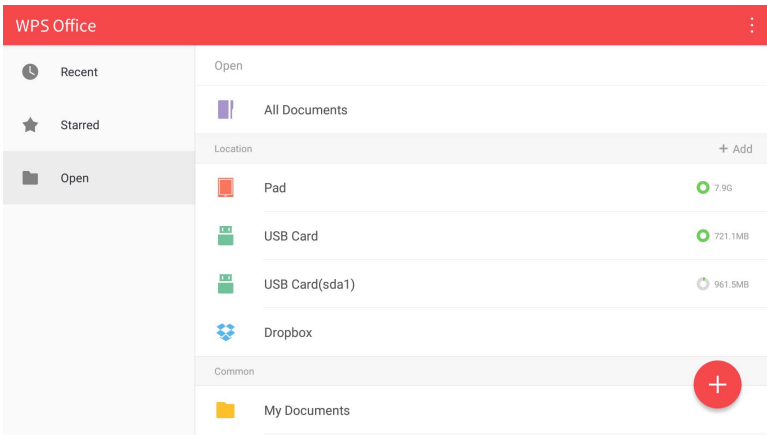 WPS Office
Recent
Starred
Open
Open
All Documents
Location
+ Add
Pad
7.9G
USB Card
721.1MB
USB Card(sda1)
961.5MB
Dropbox
Common
My Documents